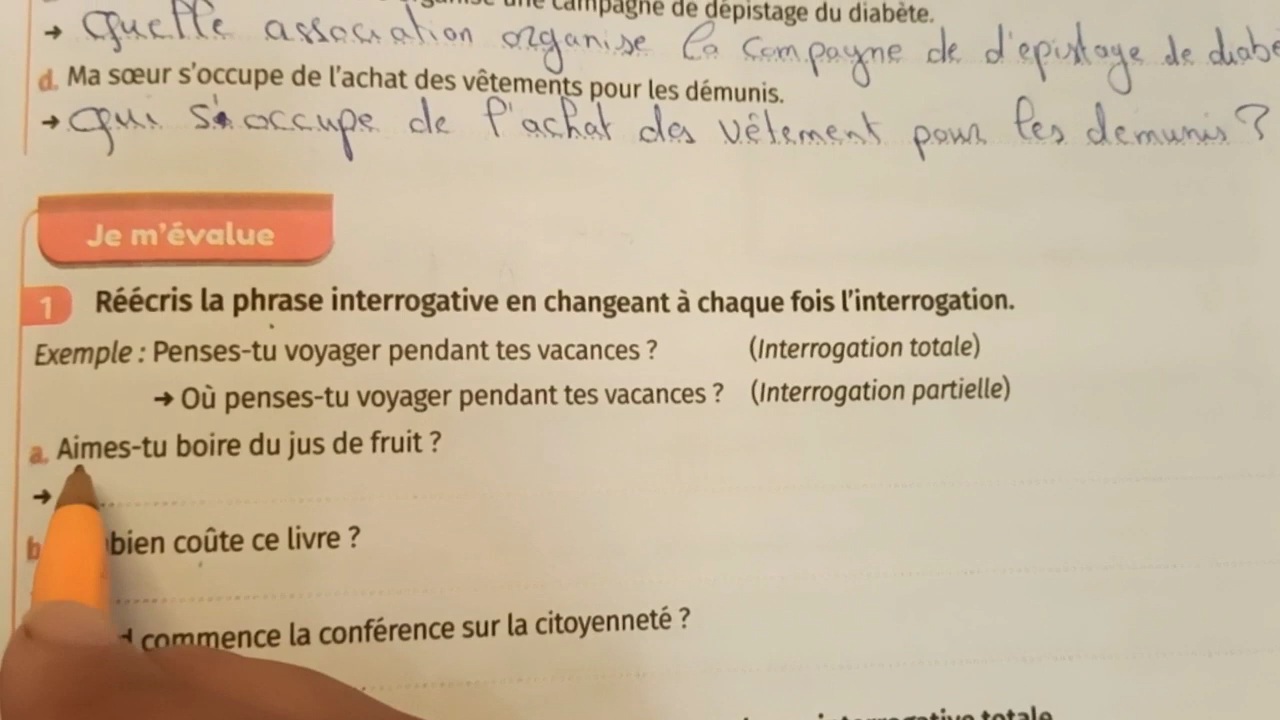 une campagne de dépistage du diabète.
→ Quelle association organise la compagne de d'epistage de diabe
d. Ma sœur s'occupe de l'achat des vêtements pour les démunis.
→ Qui s'occupe de l'achat des vêtement pour les demunis ?
Je m'évalue
1 Réécris la phrase interrogative en changeant à chaque fois l'interrogation.
Exemple : Penses-tu voyager pendant tes vacances ? (Interrogation totale)
→ Où penses-tu voyager pendant tes vacances ? (Interrogation partielle)
a. Aimes-tu boire du jus de fruit ?
→
b. bien coûte ce livre ?
commence la conférence sur la citoyenneté ?
totale